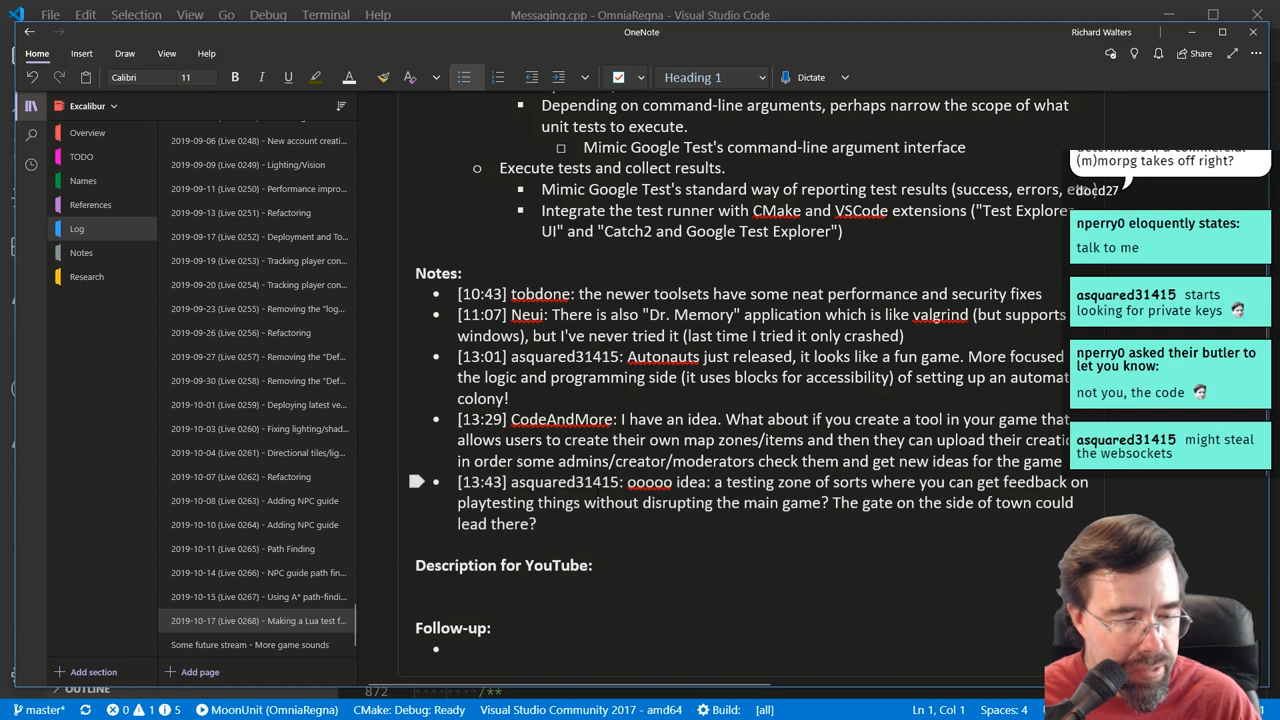 File Edit Selection View Go Debug Terminal Help Messaging.cpp - OmniaRegna - Visual Studio Code
OneNote
Richard Walters
Home Insert Draw View Help
Share
Calibri 11 B I U A Heading 1 Dictate
Excalibur
Overview
TODO
Names
References
Log
Notes
Research
2019-09-06 (Live 0248) - New account creati...
2019-09-09 (Live 0249) - Lighting/Vision
2019-09-11 (Live 0250) - Performance impro...
2019-09-13 (Live 0251) - Refactoring
2019-09-17 (Live 0252) - Deployment and To...
2019-09-19 (Live 0253) - Tracking player con...
2019-09-20 (Live 0254) - Tracking player con...
2019-09-23 (Live 0255) - Removing the "log...
2019-09-26 (Live 0256) - Refactoring
2019-09-27 (Live 0257) - Removing the "Def...
2019-09-30 (Live 0258) - Removing the "Def...
2019-10-01 (Live 0259) - Deploying latest ve...
2019-10-03 (Live 0260) - Fixing lighting/shad...
2019-10-04 (Live 0261) - Directional tiles/lig...
2019-10-07 (Live 0262) - Refactoring
2019-10-08 (Live 0263) - Adding NPC guide
2019-10-09 (Live 0264) - Adding NPC guide
2019-10-11 (Live 0265) - Path Finding
2019-10-14 (Live 0266) - NPC guide path fin...
2019-10-15 (Live 0267) - Using A* path-findi...
2019-10-17 (Live 0268) - Making a Lua test f...
Some future stream - More game sounds
Add section
Add page
Depending on command-line arguments, perhaps narrow the scope of what
unit tests to execute.
Mimic Google Test's command-line argument interface
Execute tests and collect results.
Mimic Google Test's standard way of reporting test results (success, errors, etc.)
Integrate the test runner with CMake and VSCode extensions ("Test Explorer
UI" and "Catch2 and Google Test Explorer")
Notes:
[10:43] tobdone: the newer toolsets have some neat performance and security fixes
[11:07] Neui: There is also "Dr. Memory" application which is like valgrind (but supports
windows), but I've never tried it (last time I tried it only crashed)
[13:01] asquared31415: Autonauts just released, it looks like a fun game. More focused
the logic and programming side (it uses blocks for accessibility) of setting up an automat
colony!
[13:29] CodeAndMore: I have an idea. What about if you create a tool in your game that
allows users to create their own map zones/items and then they can upload their creati
in order some admins/creator/moderators check them and get new ideas for the game
[13:43] asquared31415: ooooo idea: a testing zone of sorts where you can get feedback on
playtesting things without disrupting the main game? The gate on the side of town could
lead there?
Description for YouTube:
Follow-up:
(m)morpg takes off right?
docd27
nperry0 eloquently states:
talk to me
asquared31415 starts
looking for private keys
nperry0 asked their butler to
let you know:
not you, the code
asquared31415 might steal
the websockets
OUTLINE
872 /**
master* 0 1 5 MoonUnit (OmniaRegna) CMake: Debug: Ready Visual Studio Community 2017 - amd64 Build: [all] Ln 1, Col 1 Spaces: 4